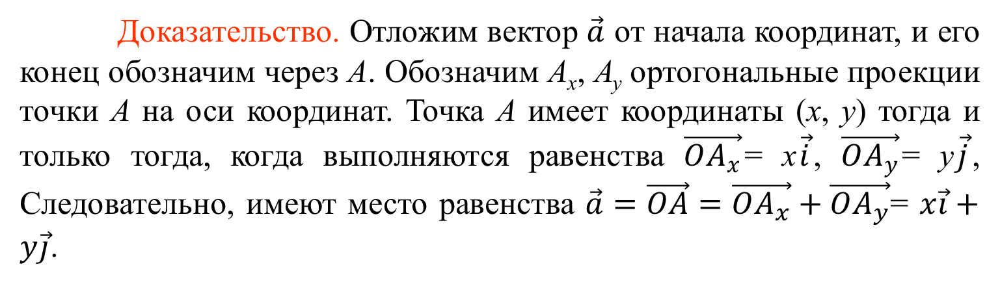 Доказательство. Отложим вектор $\vec{a}$ от начала координат, и его
конец обозначим через A. Обозначим $A_x$, $A_y$ ортогональные проекции
точки A на оси координат. Точка A имеет координаты (x, y) тогда и
только тогда, когда выполняются равенства $\overrightarrow{OA_x}$= $x\vec{i}$, $\overrightarrow{OA_y}$= $y\vec{j}$,
Следовательно, имеют место равенства $\vec{a} = \overrightarrow{OA} = \overrightarrow{OA_x} + \overrightarrow{OA_y}$= $x\vec{\imath} +$
$y\vec{\jmath}$.